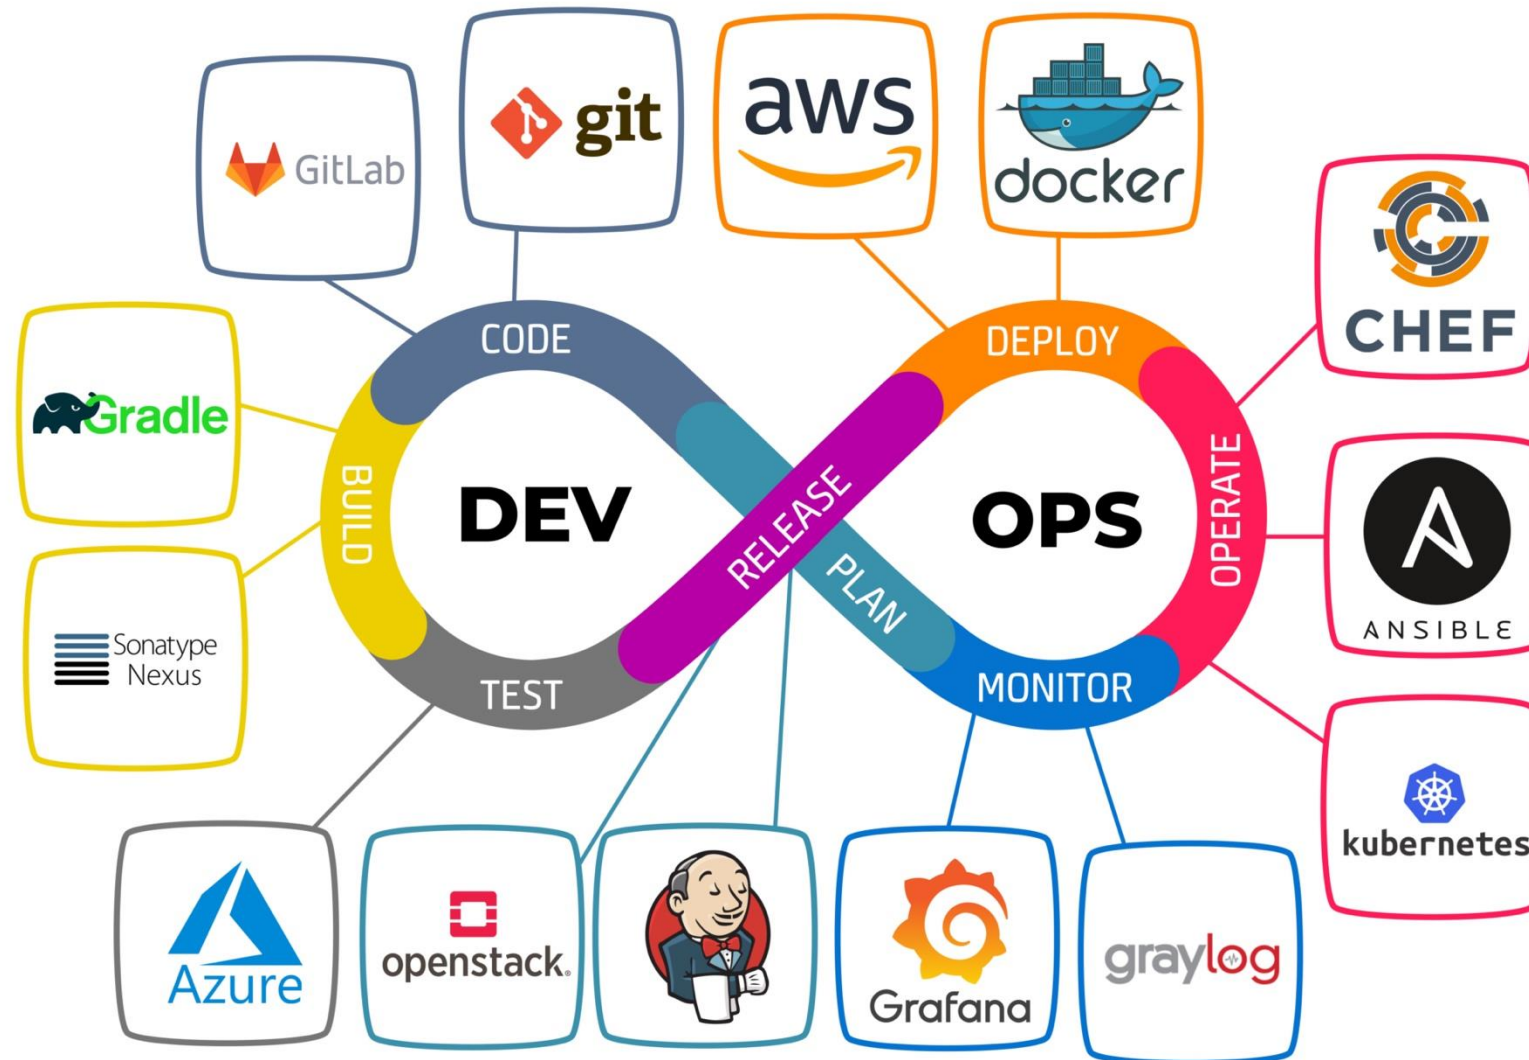 GitLab
git
aws
docker
CHEF
CODE
DEPLOY
Gradle
BUILD
DEV
RELEASE
OPS
OPERATE
PLAN
ANSIBLE
Sonatype
Nexus
TEST
MONITOR
kubernetes
Azure
openstack.
Grafana
graylog